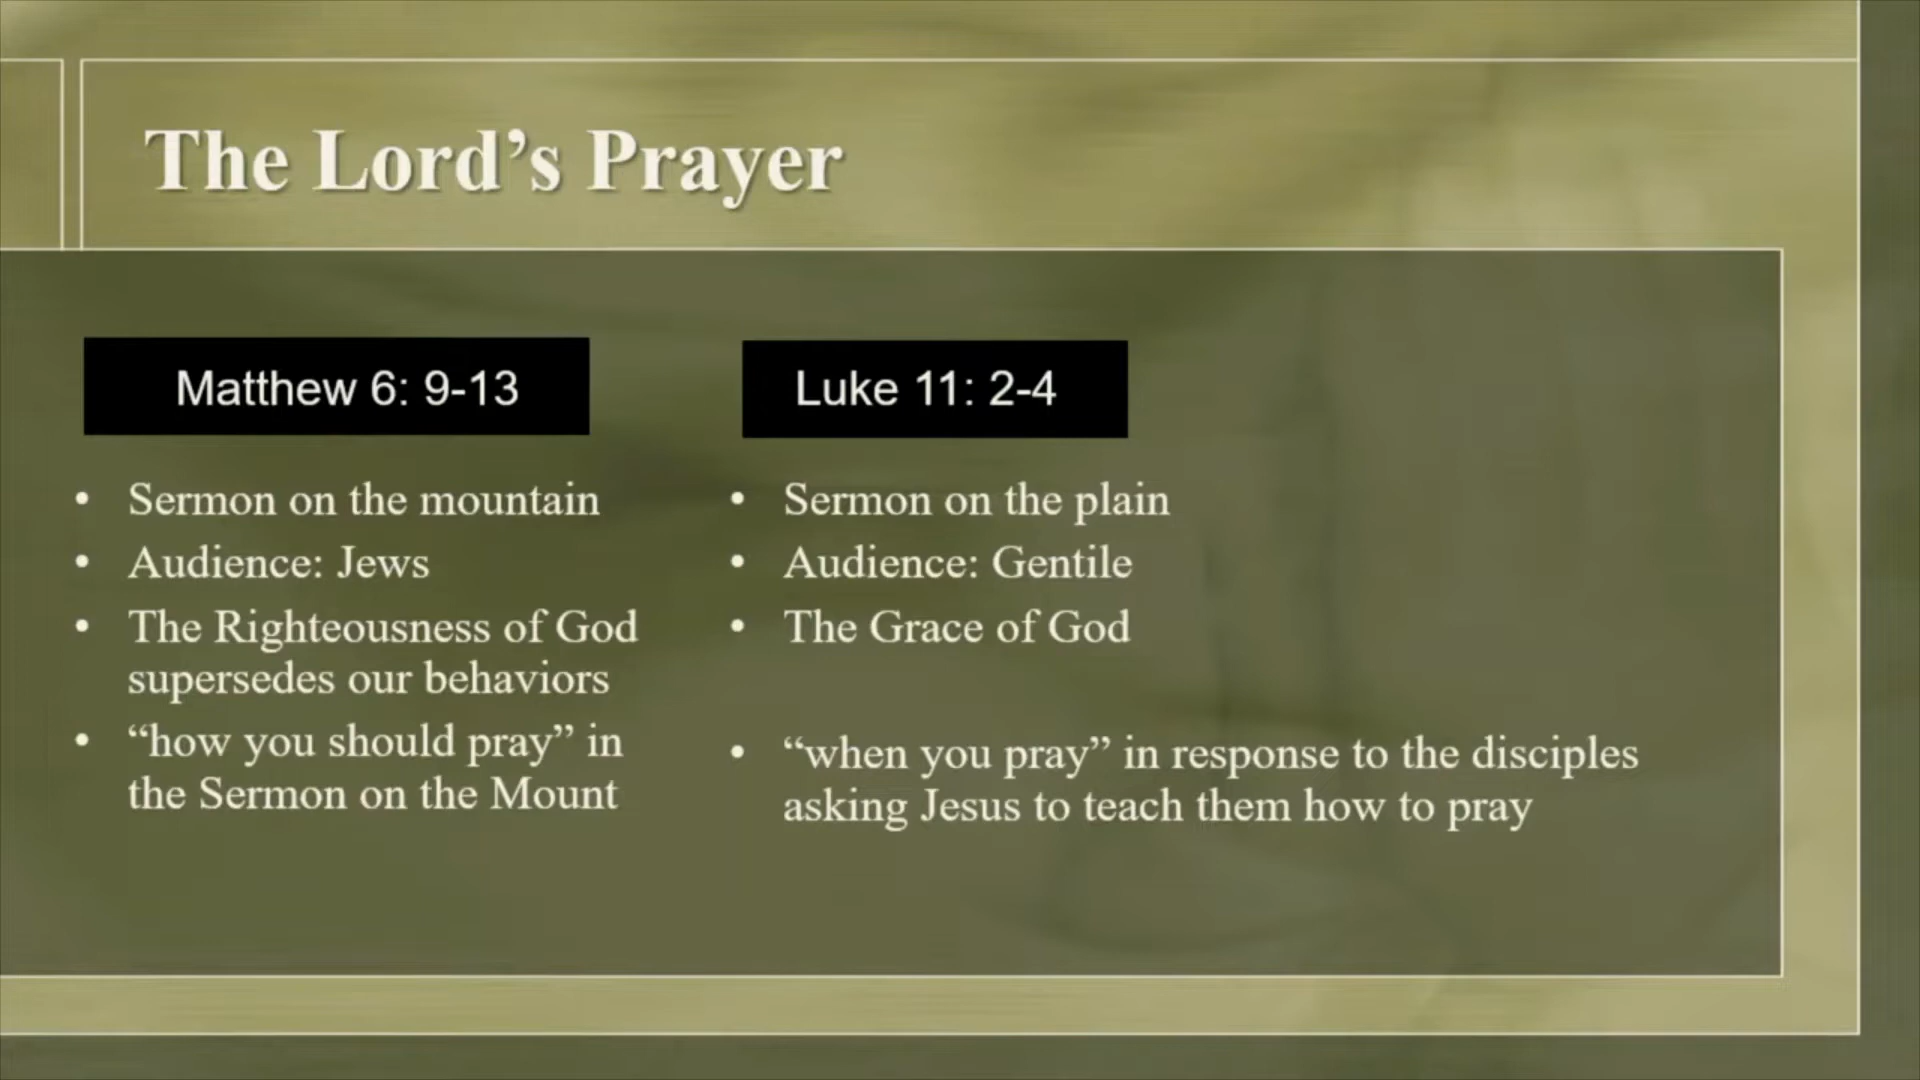 The Lord’s Prayer
Matthew 6: 9-13
• Sermon on the mountain
• Audience: Jews
• The Righteousness of God
supersedes our behaviors
• “how you should pray” in
the Sermon on the Mount
Luke 11: 2-4
• Sermon on the plain
• Audience: Gentile
• The Grace of God
• “when you pray” in response to the disciples
asking Jesus to teach them how to pray